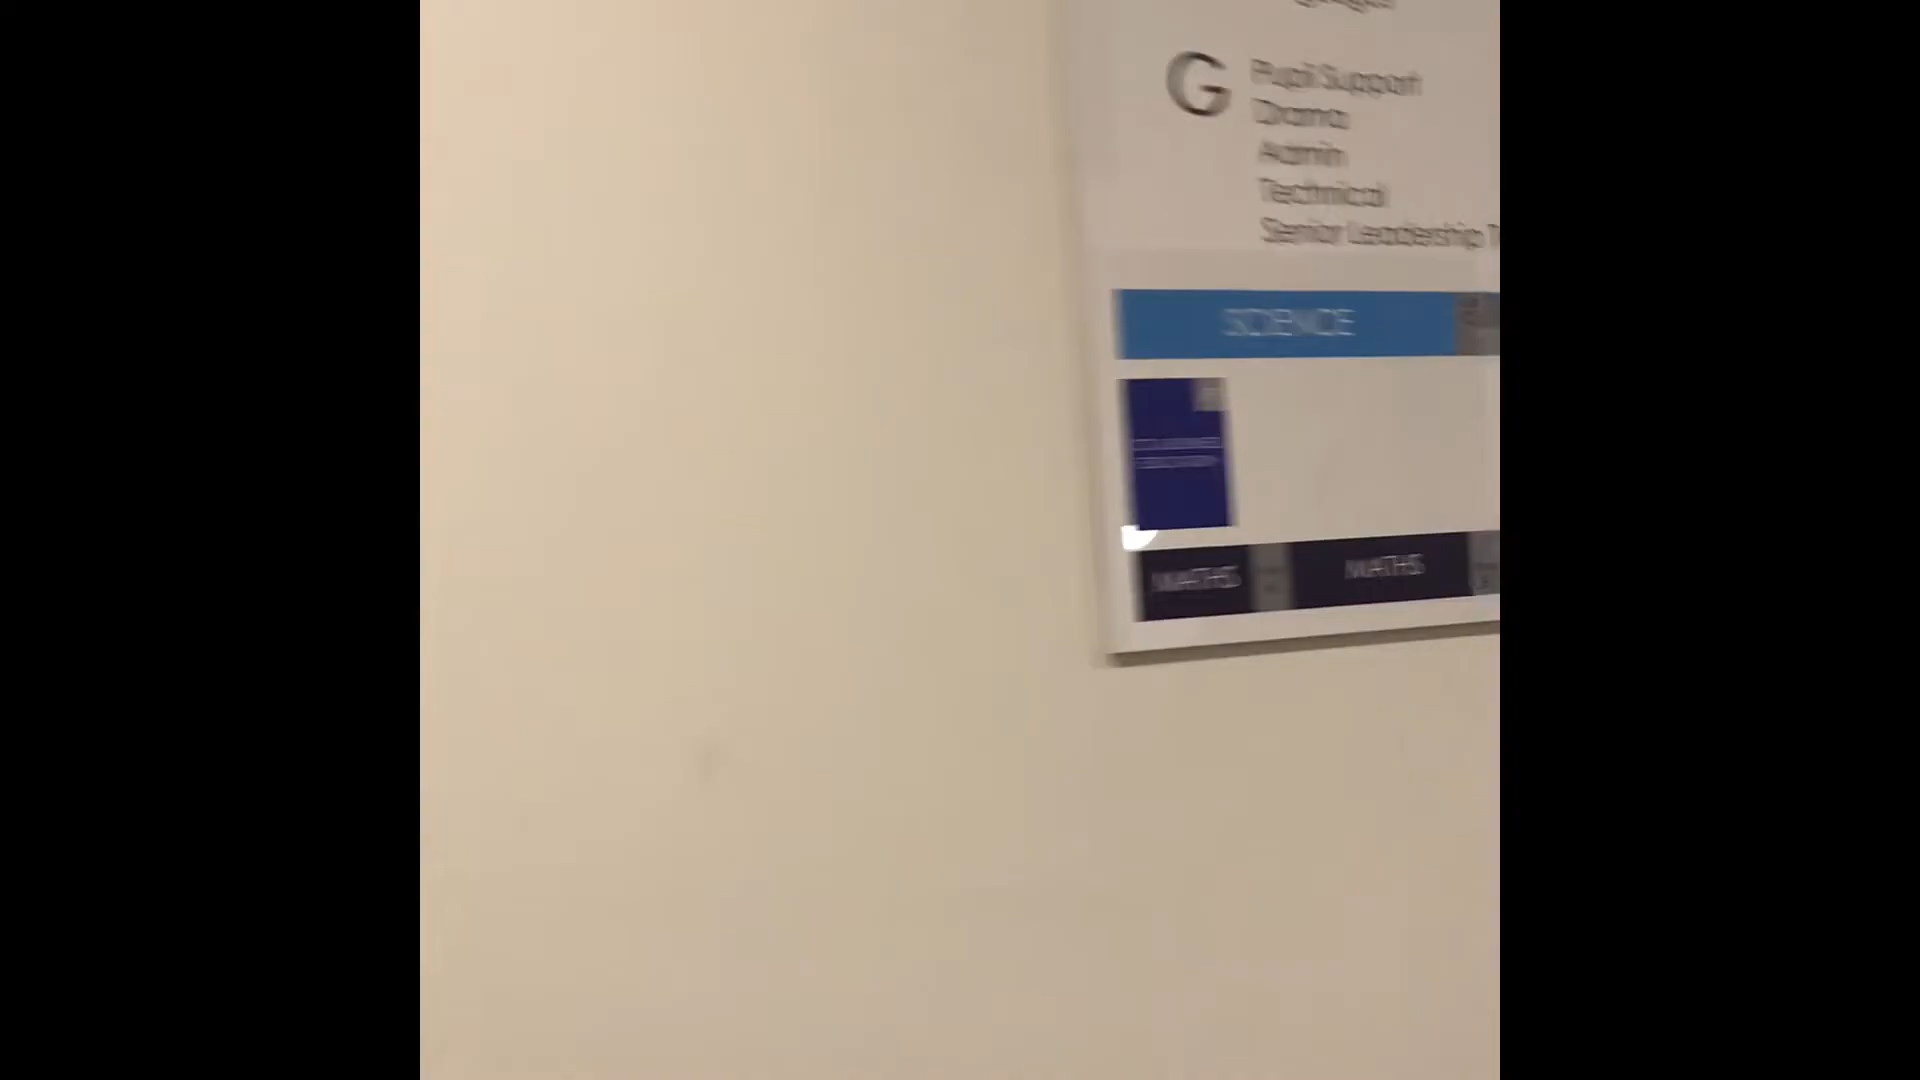 G
Pupil Support
Drama
Admin
Technical
Senior Leadership
SCIENCE
MATHS
MATHS